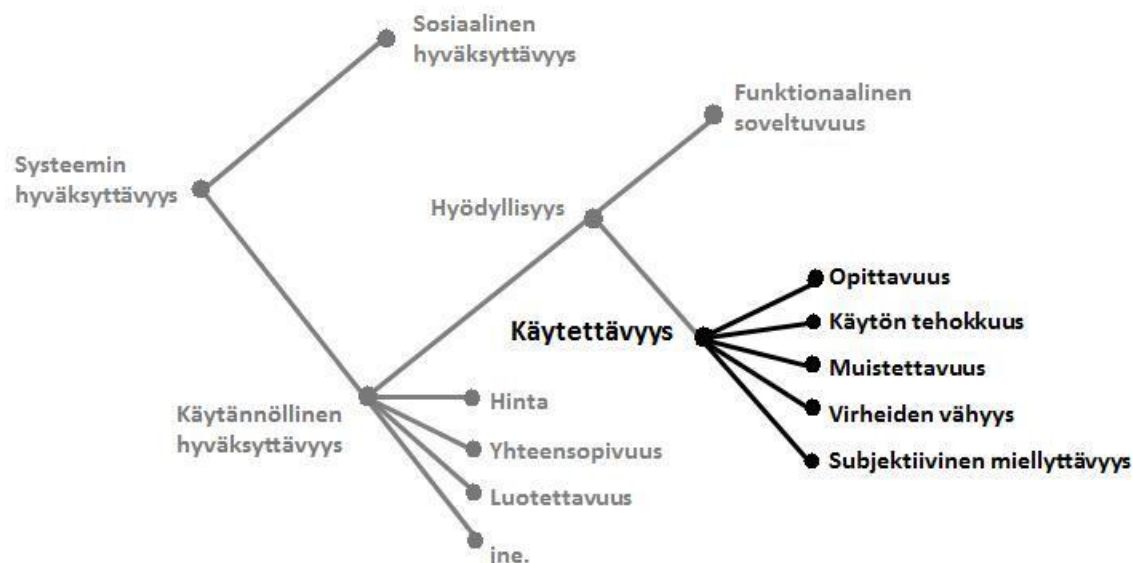 Sosiaalinen
hyväksyttävyys
Funktionaalinen
soveltuvuus
Systeemin
hyväksyttävyys
Hyödyllisyys
Opittavuus
Käytettävyys
Käytön tehokkuus
Muistettavuus
Käytännöllinen
hyväksyttävyys
Hinta
Virheiden vähyys
Yhteensopivuus
Subjektiivinen miellyttävyys
Luotettavuus
ine.